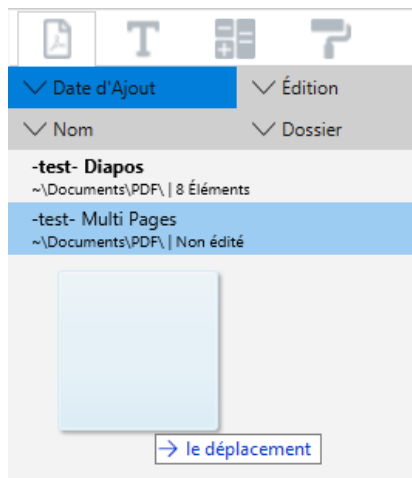 T
Date d'Ajout
Édition
Nom
Dossier
-test- Diapos
~\Documents\PDF\ | 8 Éléments
-test- Multi Pages
~\Documents\PDF\ | Non édité
→ le déplacement